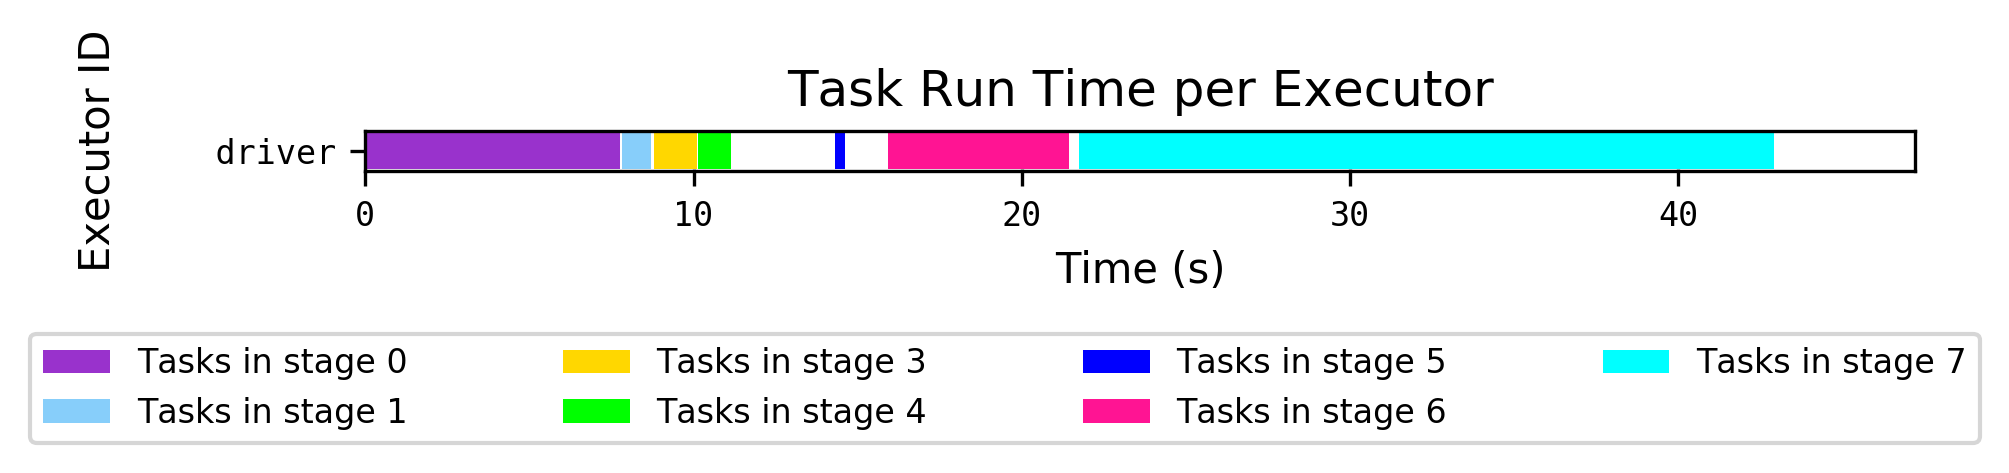 Task Run Time per Executor
Executor ID
driver
0 10 20 30 40
Time (s)
Tasks in stage 0
Tasks in stage 1
Tasks in stage 3
Tasks in stage 4
Tasks in stage 5
Tasks in stage 6
Tasks in stage 7